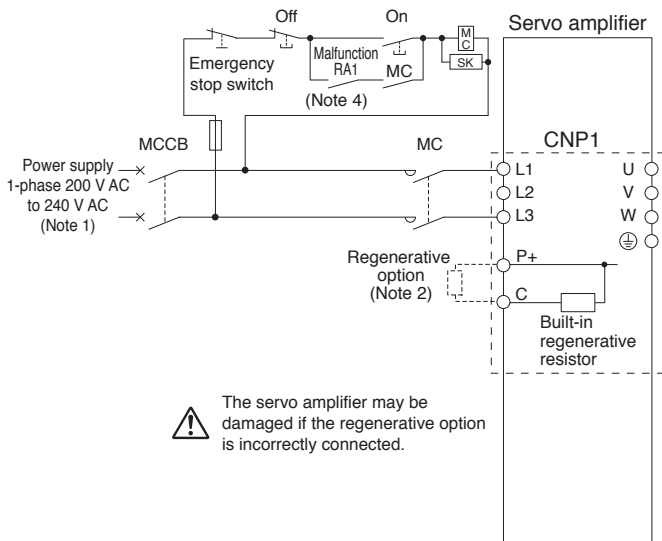 Off
On
Servo amplifier
Emergency
stop switch
Malfunction
RA1
MC
(Note 4)
M
C
SK
MCCB
MC
CNP1
Power supply
1-phase 200 V AC
to 240 V AC
(Note 1)
L1
U
L2
V
L3
W
Regenerative
option
(Note 2)
P+
C
Built-in
regenerative
resistor
The servo amplifier may be
damaged if the regenerative option
is incorrectly connected.